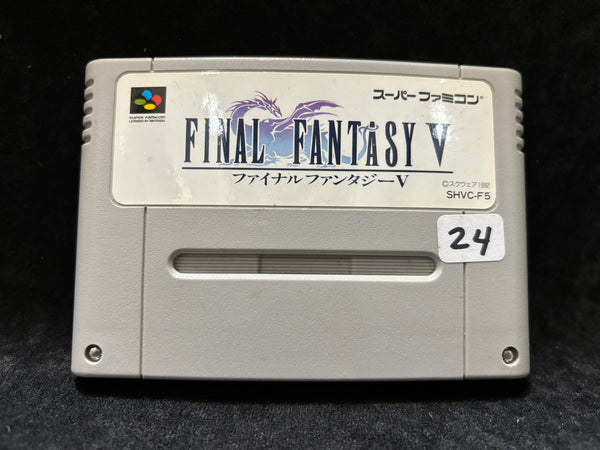 スーパーファミコン®
SUPER FAMICOM
LICENSED BY NINTENDO
FINAL FANTASY V
ファイナルファンタジーV
©スクウェア1992
SHVC-F5
24